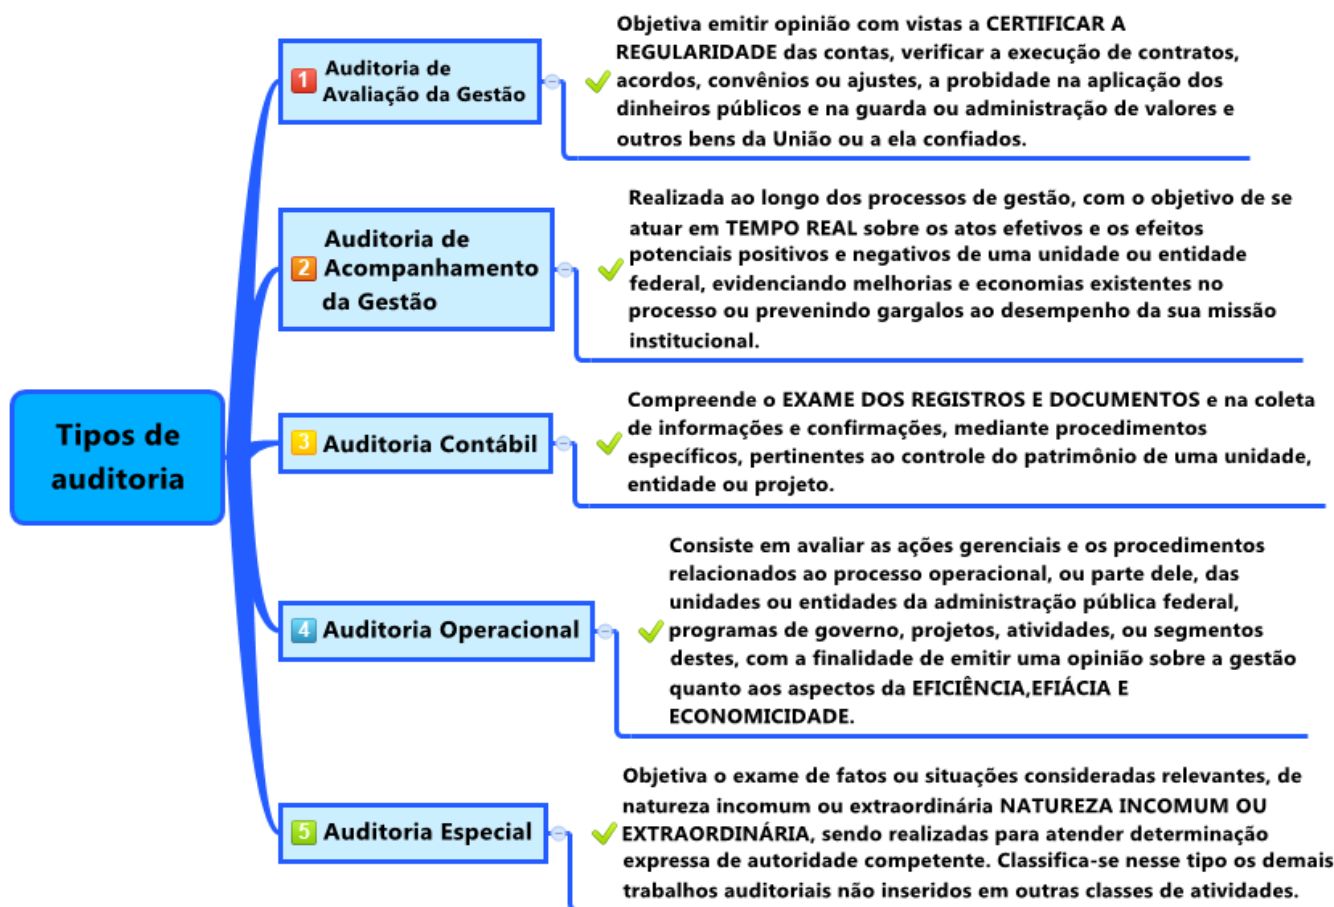 Tipos de
auditoria
1 Auditoria de
Avaliação da Gestão
Objetiva emitir opinião com vistas a CERTIFICAR A
REGULARIDADE das contas, verificar a execução de contratos,
acordos, convênios ou ajustes, a probidade na aplicação dos
dinheiros públicos e na guarda ou administração de valores e
outros bens da União ou a ela confiados.
2 Auditoria de
Acompanhamento
da Gestão
Realizada ao longo dos processos de gestão, com o objetivo de se
atuar em TEMPO REAL sobre os atos efetivos e os efeitos
potenciais positivos e negativos de uma unidade ou entidade
federal, evidenciando melhorias e economias existentes no
processo ou prevenindo gargalos ao desempenho da sua missão
institucional.
3 Auditoria Contábil
Compreende o EXAME DOS REGISTROS E DOCUMENTOS e na coleta
de informações e confirmações, mediante procedimentos
específicos, pertinentes ao controle do patrimônio de uma unidade,
entidade ou projeto.
4 Auditoria Operacional
Consiste em avaliar as ações gerenciais e os procedimentos
relacionados ao processo operacional, ou parte dele, das
unidades ou entidades da administração pública federal,
programas de governo, projetos, atividades, ou segmentos
destes, com a finalidade de emitir uma opinião sobre a gestão
quanto aos aspectos da EFICIÊNCIA,EFIÁCIA E
ECONOMICIDADE.
5 Auditoria Especial
Objetiva o exame de fatos ou situações consideradas relevantes, de
natureza incomum ou extraordinária NATUREZA INCOMUM OU
EXTRAORDINÁRIA, sendo realizadas para atender determinação
expressa de autoridade competente. Classifica-se nesse tipo os demais
trabalhos auditoriais não inseridos em outras classes de atividades.